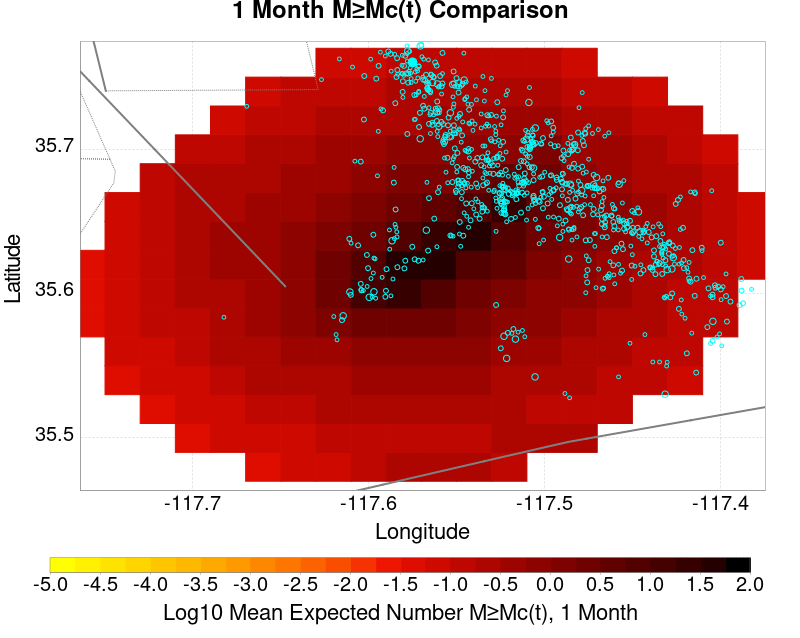 1 Month M≥Mc(t) Comparison
35.7
35.6
35.5
Latitude
-117.7 -117.6 -117.5 -117.4
Longitude
-5.0 -4.5 -4.0 -3.5 -3.0 -2.5 -2.0 -1.5 -1.0 -0.5 0.0 0.5 1.0 1.5 2.0
Log10 Mean Expected Number M≥Mc(t), 1 Month